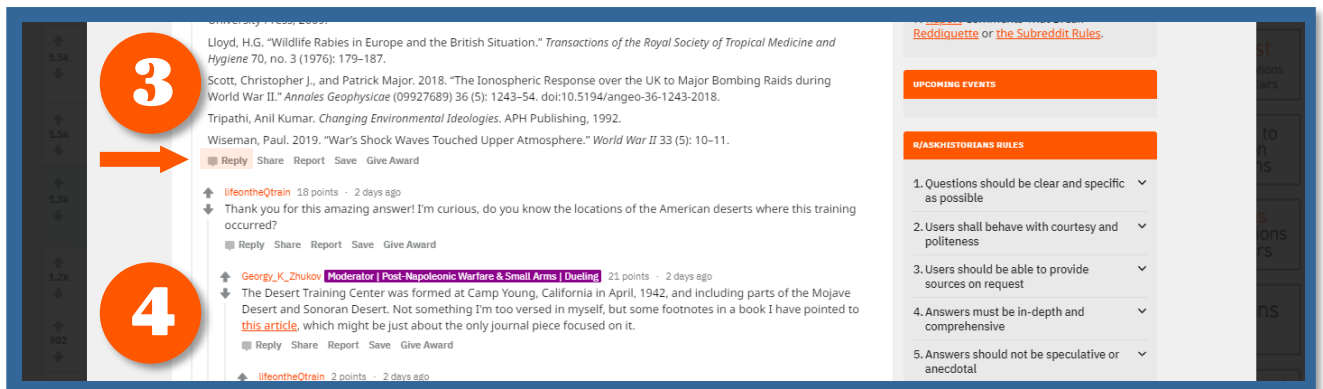 3
Lloyd, H.G. “Wildlife Rabies in Europe and the British Situation.” Transactions of the Royal Society of Tropical Medicine and
Hygiene 70, no. 3 (1976): 179–187.
Scott, Christopher J., and Patrick Major. 2018. “The Ionospheric Response over the UK to Major Bombing Raids during
World War II.” Annales Geophysicae (09927689) 36 (5): 1243–54. doi:10.5194/angeo-36-1243-2018.
Tripathi, Anil Kumar. Changing Environmental Ideologies. APH Publishing, 1992.
Wiseman, Paul. 2019. “War’s Shock Waves Touched Upper Atmosphere.” World War II 33 (5): 10–11.
Reply Share Report Save Give Award
lifeontheQtrain 18 points · 2 days ago
Thank you for this amazing answer! I'm curious, do you know the locations of the American deserts where this training
occurred?
Reply Share Report Save Give Award
4
Georgy_K_Zhukov Moderator | Post-Napoleonic Warfare & Small Arms | Dueling 21 points · 2 days ago
The Desert Training Center was formed at Camp Young, California in April, 1942, and including parts of the Mojave
Desert and Sonoran Desert. Not something I'm too versed in myself, but some footnotes in a book I have pointed to
this article, which might be just about the only journal piece focused on it.
Reply Share Report Save Give Award
lifeontheQtrain 2 points · 2 days ago
Reddiquette or the Subreddit Rules.
UPCOMING EVENTS
R/ASKHISTORIANS RULES
1. Questions should be clear and specific
as possible
2. Users shall behave with courtesy and
politeness
3. Users should be able to provide
sources on request
4. Answers must be in-depth and
comprehensive
5. Answers should not be speculative or
anecdotal
1.5k
1.5k
1.3k
1.2k
902